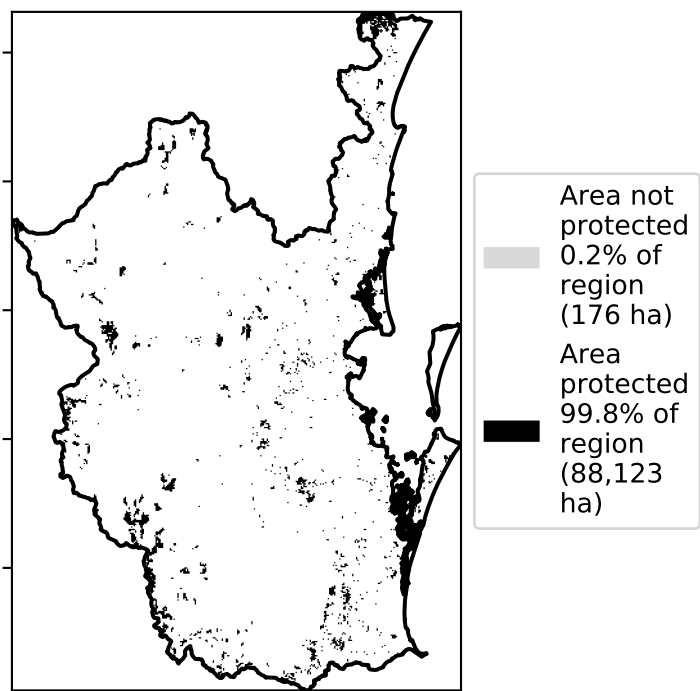 Area not
protected
0.2% of
region
(176 ha)
Area
protected
99.8% of
region
(88,123
ha)